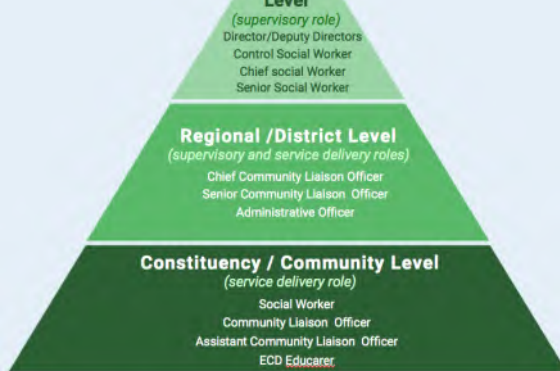 Level
(supervisory role)
Director/Deputy Directors
Control Social Worker
Chief social Worker
Senior Social Worker
Regional /District Level
(supervisory and service delivery roles)
Chief Community Liaison Officer
Senior Community Liaison Officer
Administrative Officer
Constituency / Community Level
(service delivery role)
Social Worker
Community Liaison Officer
Assistant Community Liaison Officer
ECD Educarer